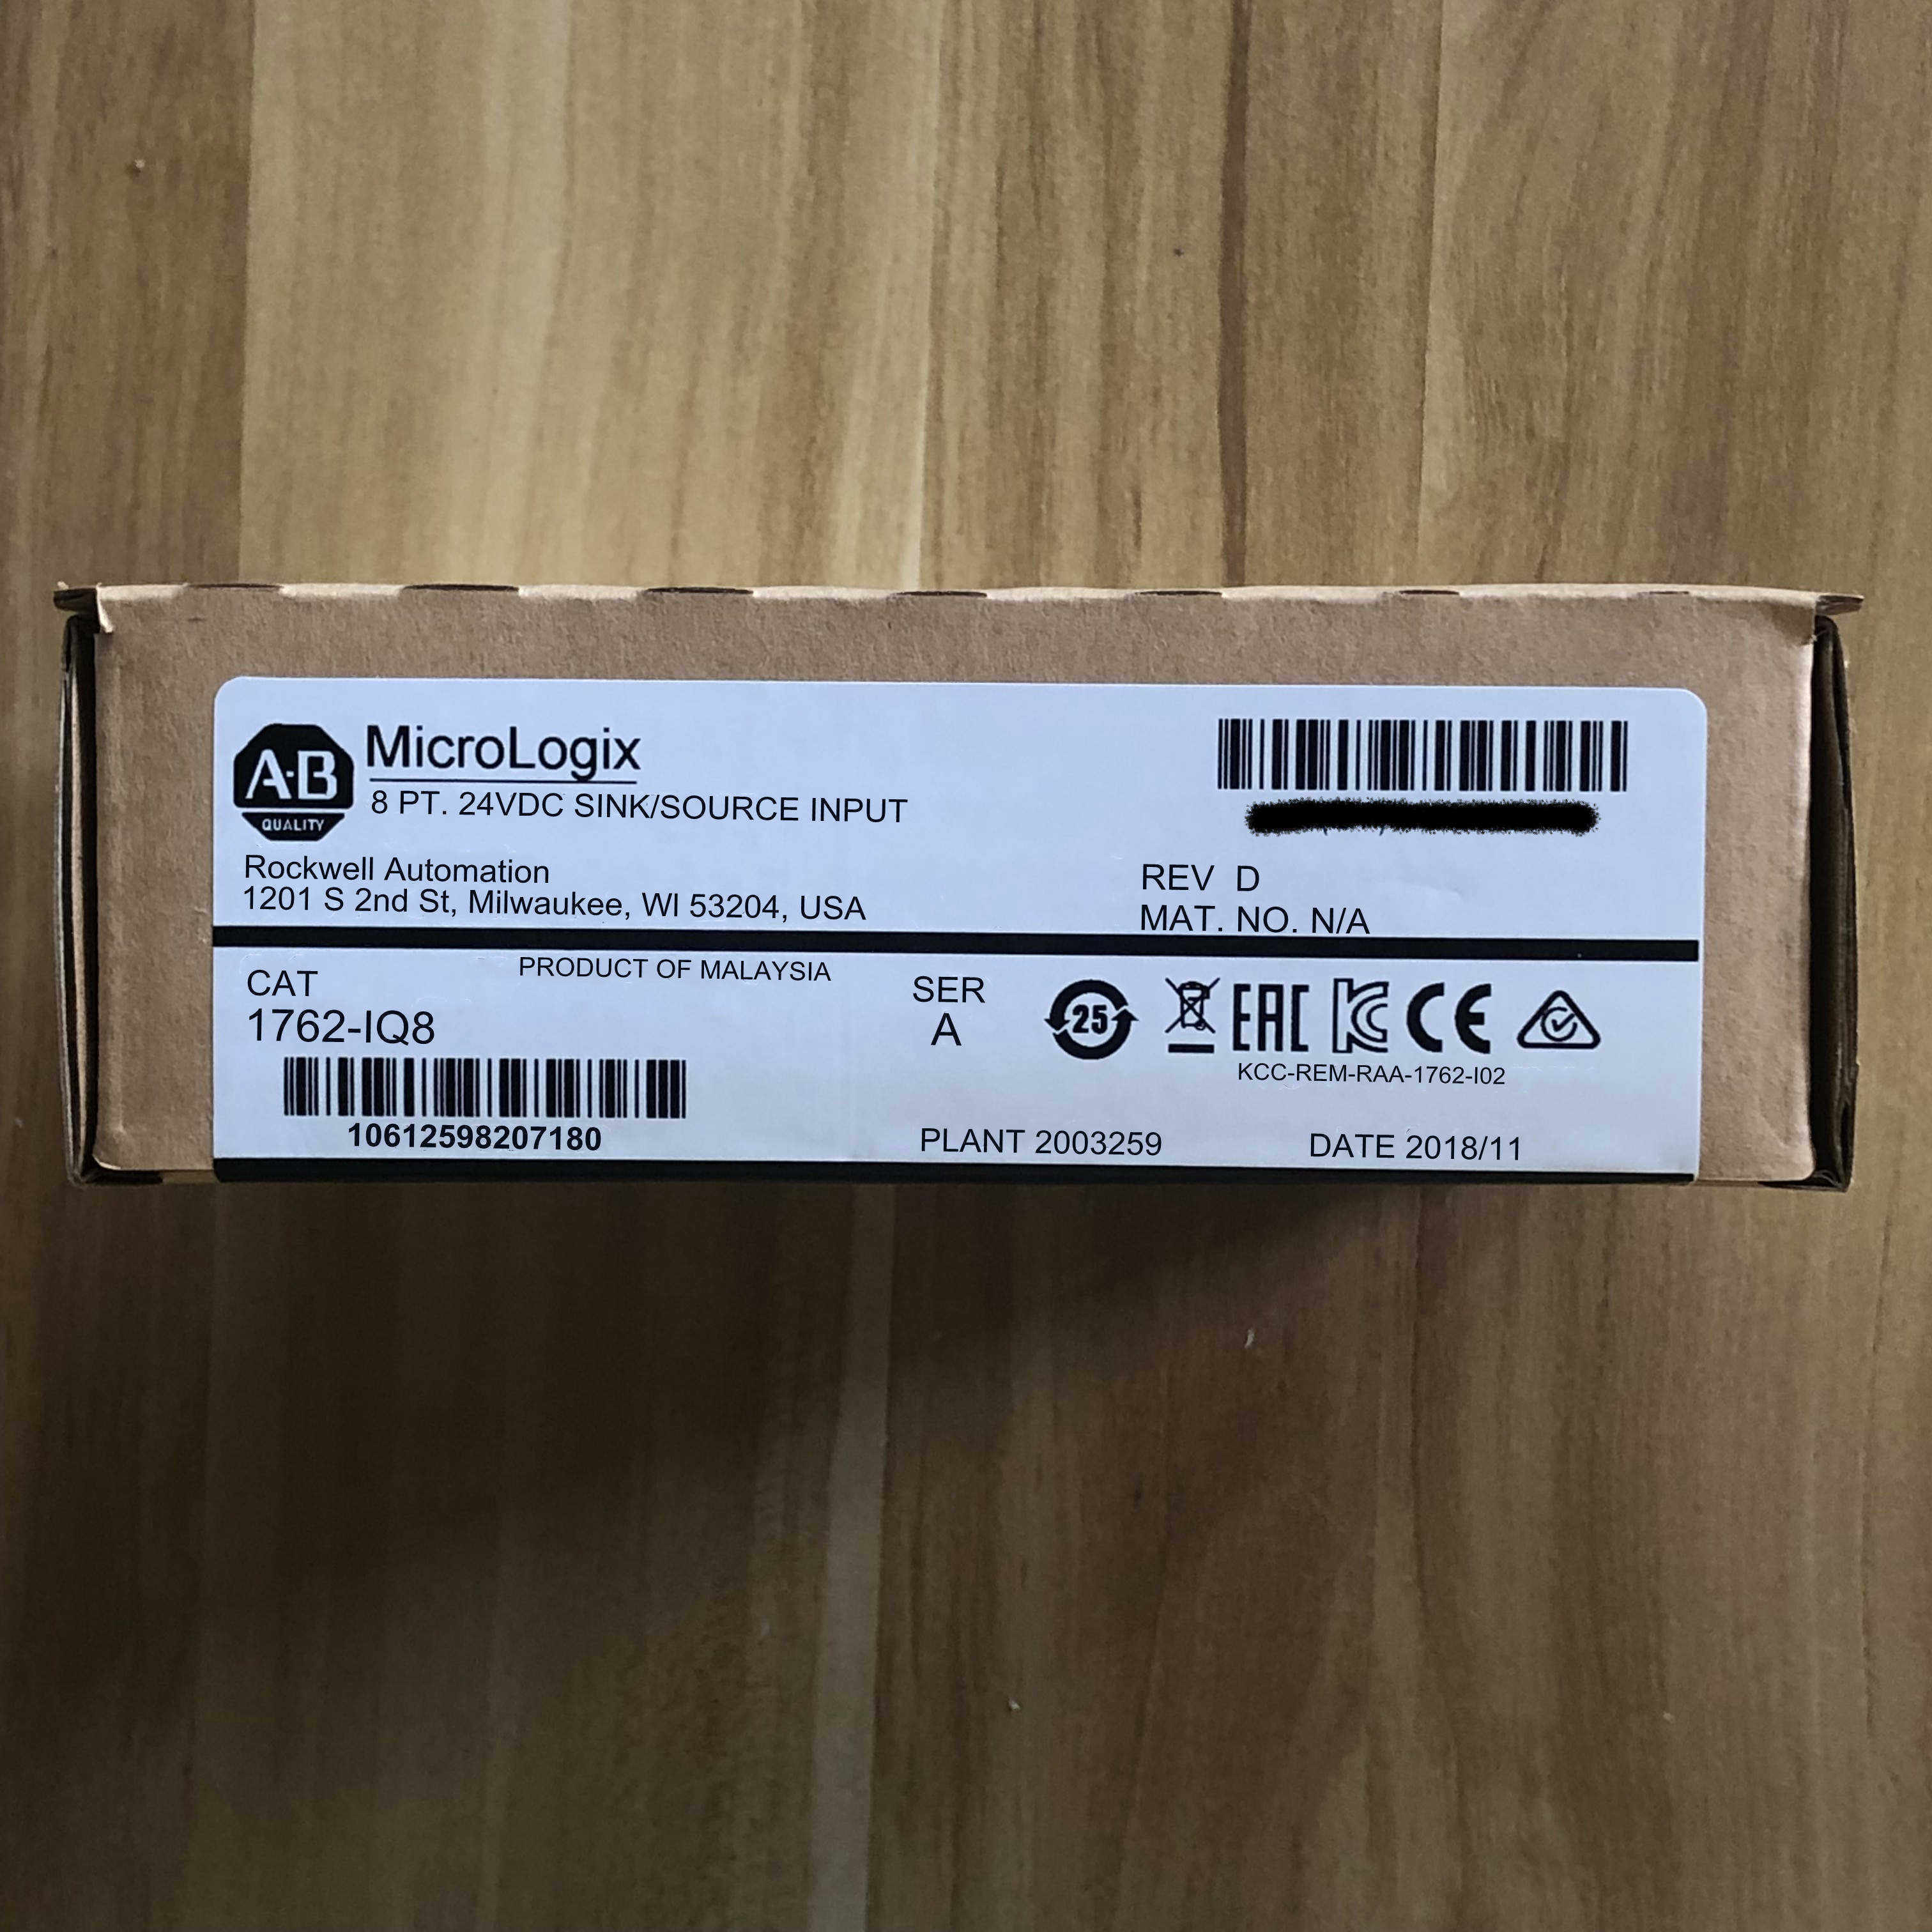 A-B
QUALITY
MicroLogix
8 PT. 24VDC SINK/SOURCE INPUT
Rockwell Automation
1201 S 2nd St, Milwaukee, WI 53204, USA
REV D
MAT. NO. N/A
CAT
1762-IQ8
PRODUCT OF MALAYSIA
SER
A
25
EAC
KC
CE
KCC-REM-RAA-1762-I02
10612598207180
PLANT 2003259
DATE 2018/11